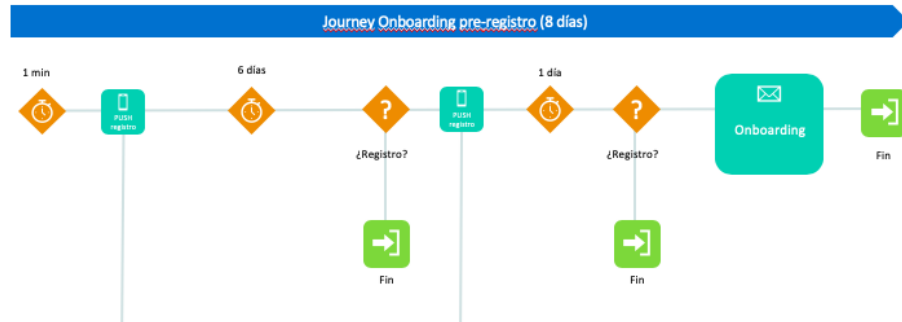 Journey Onboarding pre-registro (8 días)
1 min
6 días
1 día
PUSH
registro
?
PUSH
registro
?
Onboarding
¿Registro?
¿Registro?
Fin
Fin
Fin